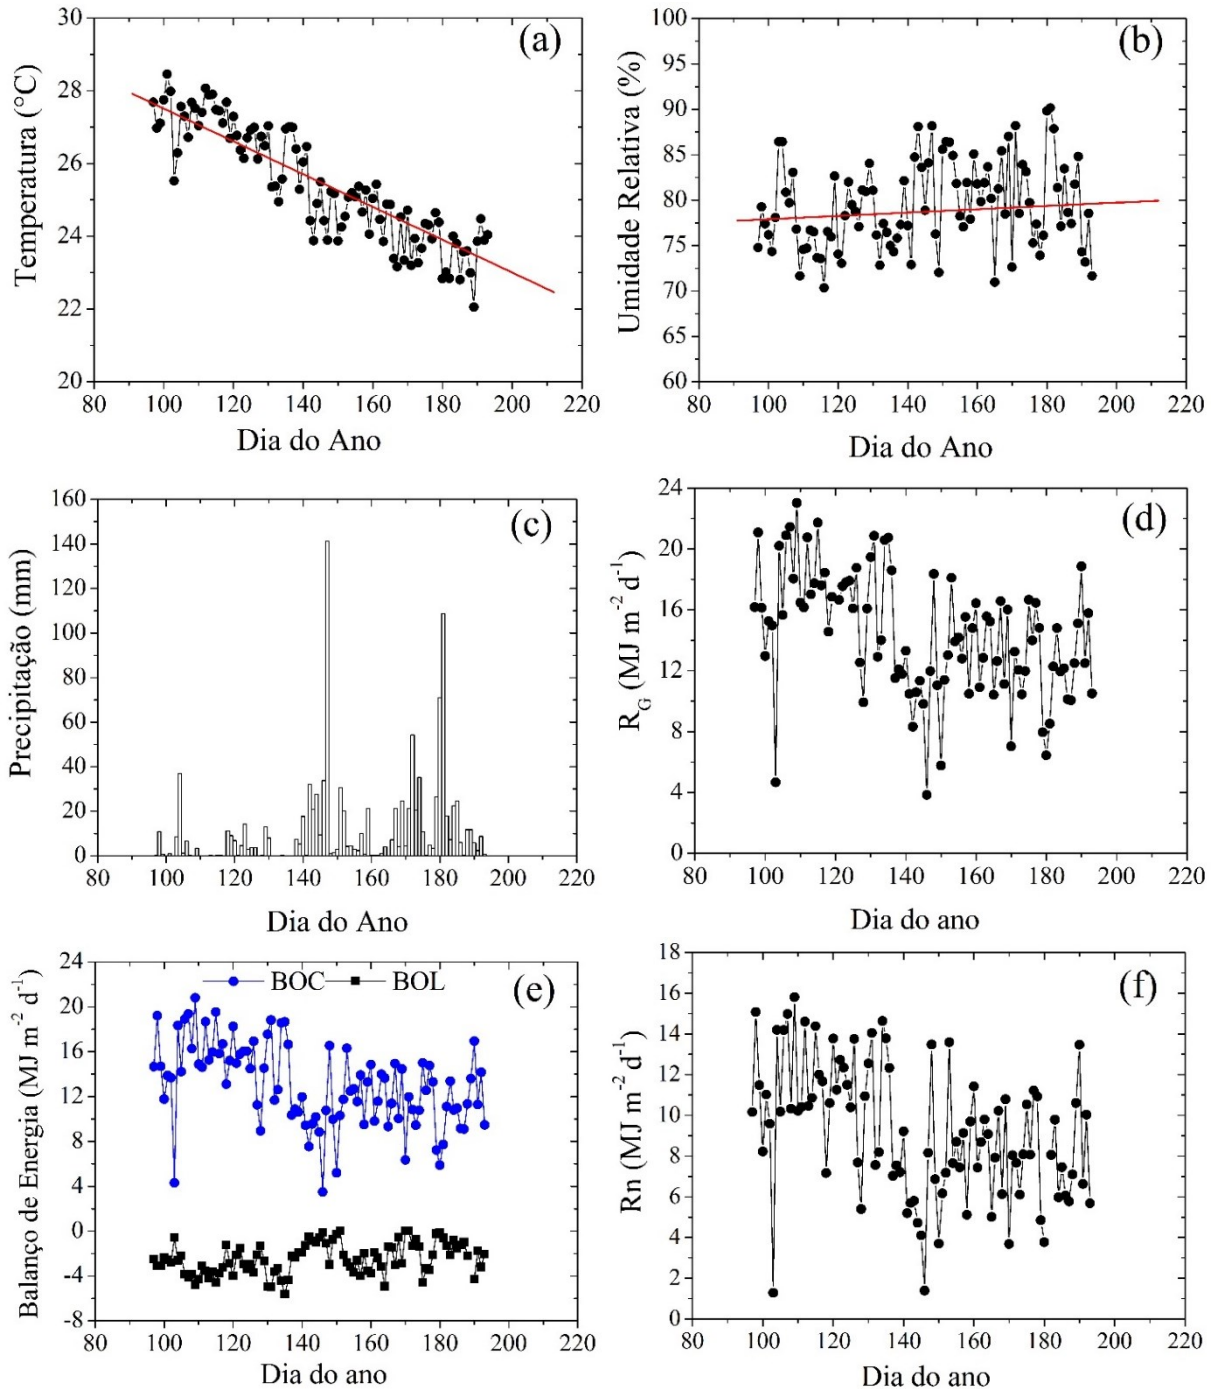 (a)
Temperatura (°C)
30
28
26
24
22
20
80 100 120 140 160 180 200 220
Dia do Ano
(b)
Umidade Relativa (%)
100
95
90
85
80
75
70
65
60
80 100 120 140 160 180 200 220
Dia do Ano
(c)
Precipitação (mm)
160
140
120
100
80
60
40
20
0
80 100 120 140 160 180 200 220
Dia do Ano
(d)
R_G (MJ m⁻² d⁻¹)
24
20
16
12
8
4
0
80 100 120 140 160 180 200 220
Dia do ano
(e)
BOC BOL
Balanço de Energia (MJ m⁻² d⁻¹)
24
20
16
12
8
4
0
-4
-8
80 100 120 140 160 180 200 220
Dia do ano
(f)
Rn (MJ m⁻² d⁻¹)
18
16
14
12
10
8
6
4
2
0
80 100 120 140 160 180 200 220
Dia do ano